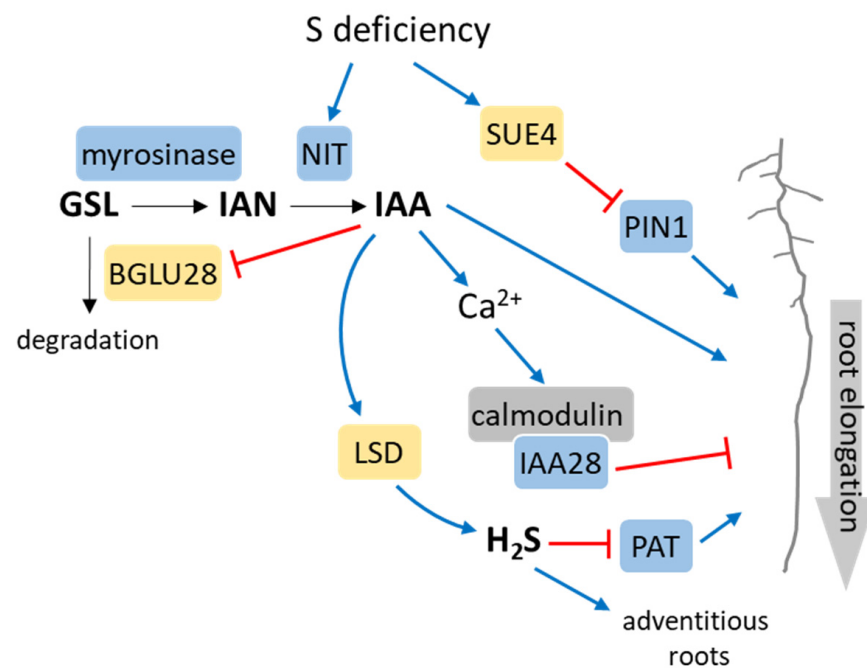 S deficiency
SUE4
myrosinase
NIT
GSL
IAN
IAA
PIN1
BGLU28
Ca²⁺
degradation
root elongation
calmodulin
LSD
IAA28
H₂S
PAT
adventitious
roots